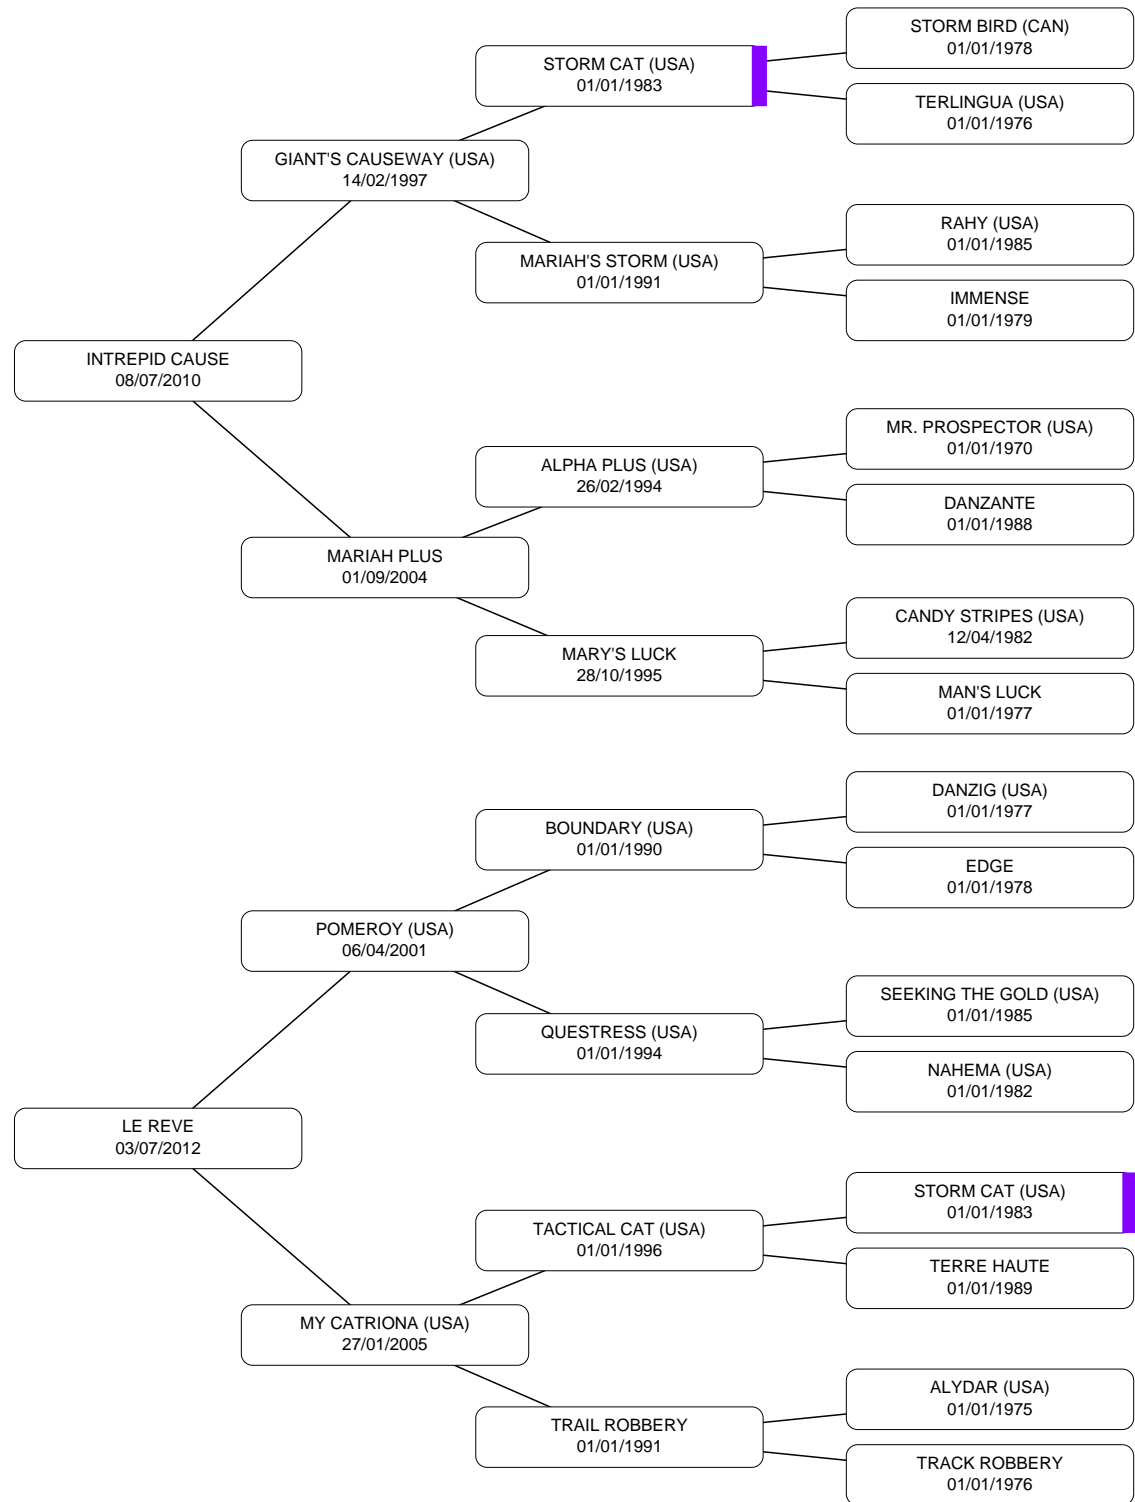 STORM BIRD (CAN)
01/01/1978
STORM CAT (USA)
01/01/1983
TERLINGUA (USA)
01/01/1976
GIANT'S CAUSEWAY (USA)
14/02/1997
RAHY (USA)
01/01/1985
MARIAH'S STORM (USA)
01/01/1991
IMMENSE
01/01/1979
INTREPID CAUSE
08/07/2010
MR. PROSPECTOR (USA)
01/01/1970
ALPHA PLUS (USA)
26/02/1994
DANZANTE
01/01/1988
MARIAH PLUS
01/09/2004
CANDY STRIPES (USA)
12/04/1982
MARY'S LUCK
28/10/1995
MAN'S LUCK
01/01/1977
DANZIG (USA)
01/01/1977
BOUNDARY (USA)
01/01/1990
EDGE
01/01/1978
POMEROY (USA)
06/04/2001
SEEKING THE GOLD (USA)
01/01/1985
QUESTRESS (USA)
01/01/1994
NAHEMA (USA)
01/01/1982
LE REVE
03/07/2012
STORM CAT (USA)
01/01/1983
TACTICAL CAT (USA)
01/01/1996
TERRE HAUTE
01/01/1989
MY CATRIONA (USA)
27/01/2005
ALYDAR (USA)
01/01/1975
TRAIL ROBBERY
01/01/1991
TRACK ROBBERY
01/01/1976